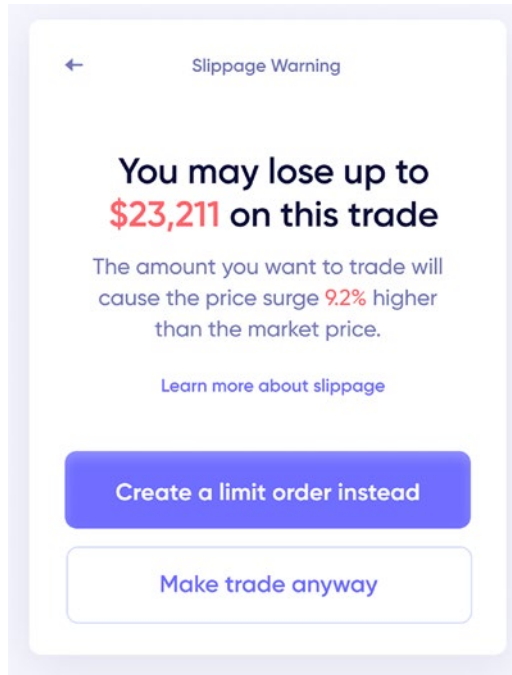 Slippage Warning
You may lose up to
$23,211 on this trade
The amount you want to trade will
cause the price surge 9.2% higher
than the market price.
Learn more about slippage
Create a limit order instead
Make trade anyway